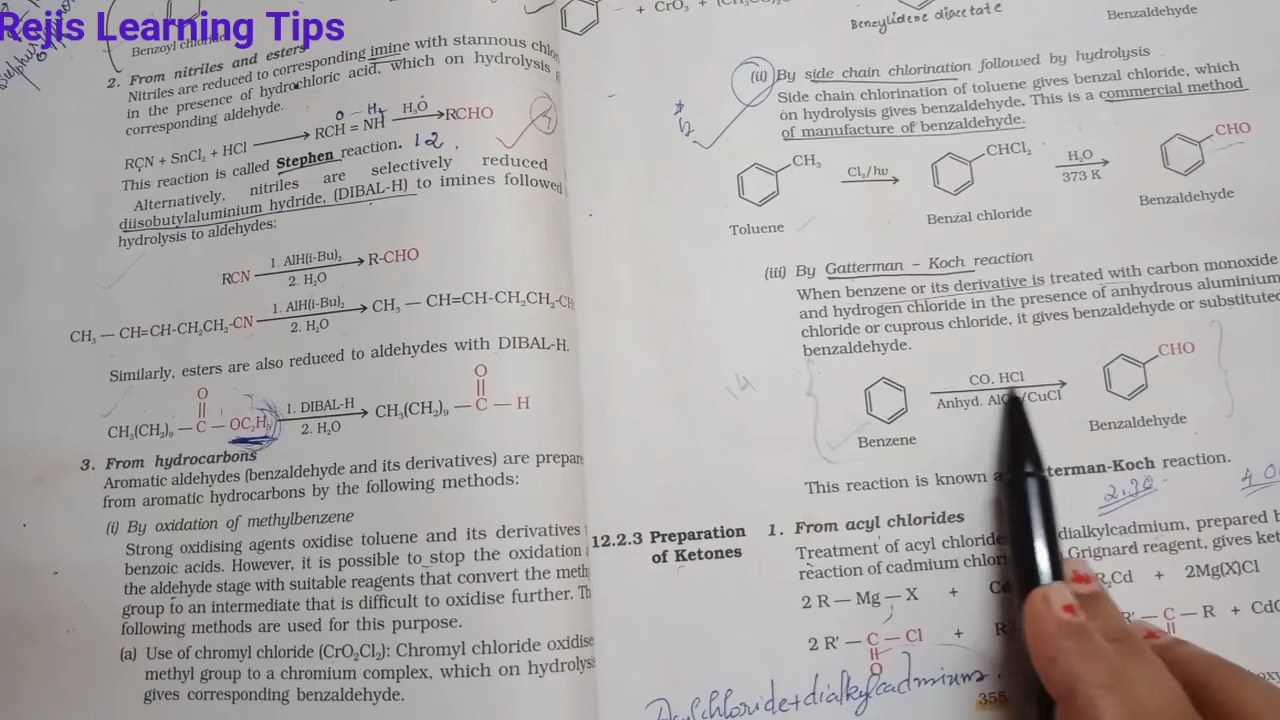 Rejis Learning Tips
Benzoyl chloride
2. From nitriles and esters
Nitriles are reduced to corresponding imine with stannous
in the presence of hydrochloric acid, which on hydrolysis
corresponding aldehyde.
RCN + SnCl₂ + HCl ⟶ RCH = NH H₃O ⟶ RCHO
This reaction is called Stephen reaction. 12.
Alternatively, nitriles are selectively reduced
diisobutylaluminium hydride, (DIBAL-H) to imines followed
hydrolysis to aldehydes:
RCN 1. AlH(i-Bu)₂ ⟶ R-CHO
2. H₂O
CH₃ — CH=CH-CH₂CH₂-CN 1. AlH(i-Bu)₂ ⟶ CH₃ — CH=CH-CH₂CH₂-
2. H₂O
Similarly, esters are also reduced to aldehydes with DIBAL-H.
O O
CH₃(CH₂)₉ — C — OC₂H₅ 1. DIBAL-H ⟶ CH₃(CH₂)₉ — C — H
2. H₂O
3. From hydrocarbons
Aromatic aldehydes (benzaldehyde and its derivatives) are
from aromatic hydrocarbons by the following methods:
(i) By oxidation of methylbenzene
Strong oxidising agents oxidise toluene and its derivatives
benzoic acids. However, it is possible to stop the oxidation
the aldehyde stage with suitable reagents that convert the
group to an intermediate that is difficult to oxidise further.
following methods are used for this purpose.
(a) Use of chromyl chloride (CrO₂Cl₂): Chromyl chloride
methyl group to a chromium complex, which on
gives corresponding benzaldehyde.
+ CrO₃ +
Benzylidene diacetate
Benzaldehyde
(ii) By side chain chlorination followed by hydrolysis
Side chain chlorination of toluene gives benzal chloride, which
on hydrolysis gives benzaldehyde. This is a commercial method
of manufacture of benzaldehyde.
CH₃ Cl₂/hυ CHCl₂ H₂O CHO
373 K
Toluene Benzal chloride Benzaldehyde
(iii) By Gatterman – Koch reaction
When benzene or its derivative is treated with carbon monoxide
and hydrogen chloride in the presence of anhydrous aluminium
chloride or cuprous chloride, it gives benzaldehyde or substituted
benzaldehyde.
CO, HCl CHO
Anhyd. /CuCl
14
Benzene Benzaldehyde
This reaction is known reaction.
2.30.
12.2.3 Preparation
of Ketones
1. From acyl chlorides
Treatment of acyl dialkylcadmium, prepared
reaction of cadmium Grignard reagent, gives
2 R — Mg — X + R₂Cd + 2Mg(X)Cl
2 R' — C — Cl + — C — R +
O
355